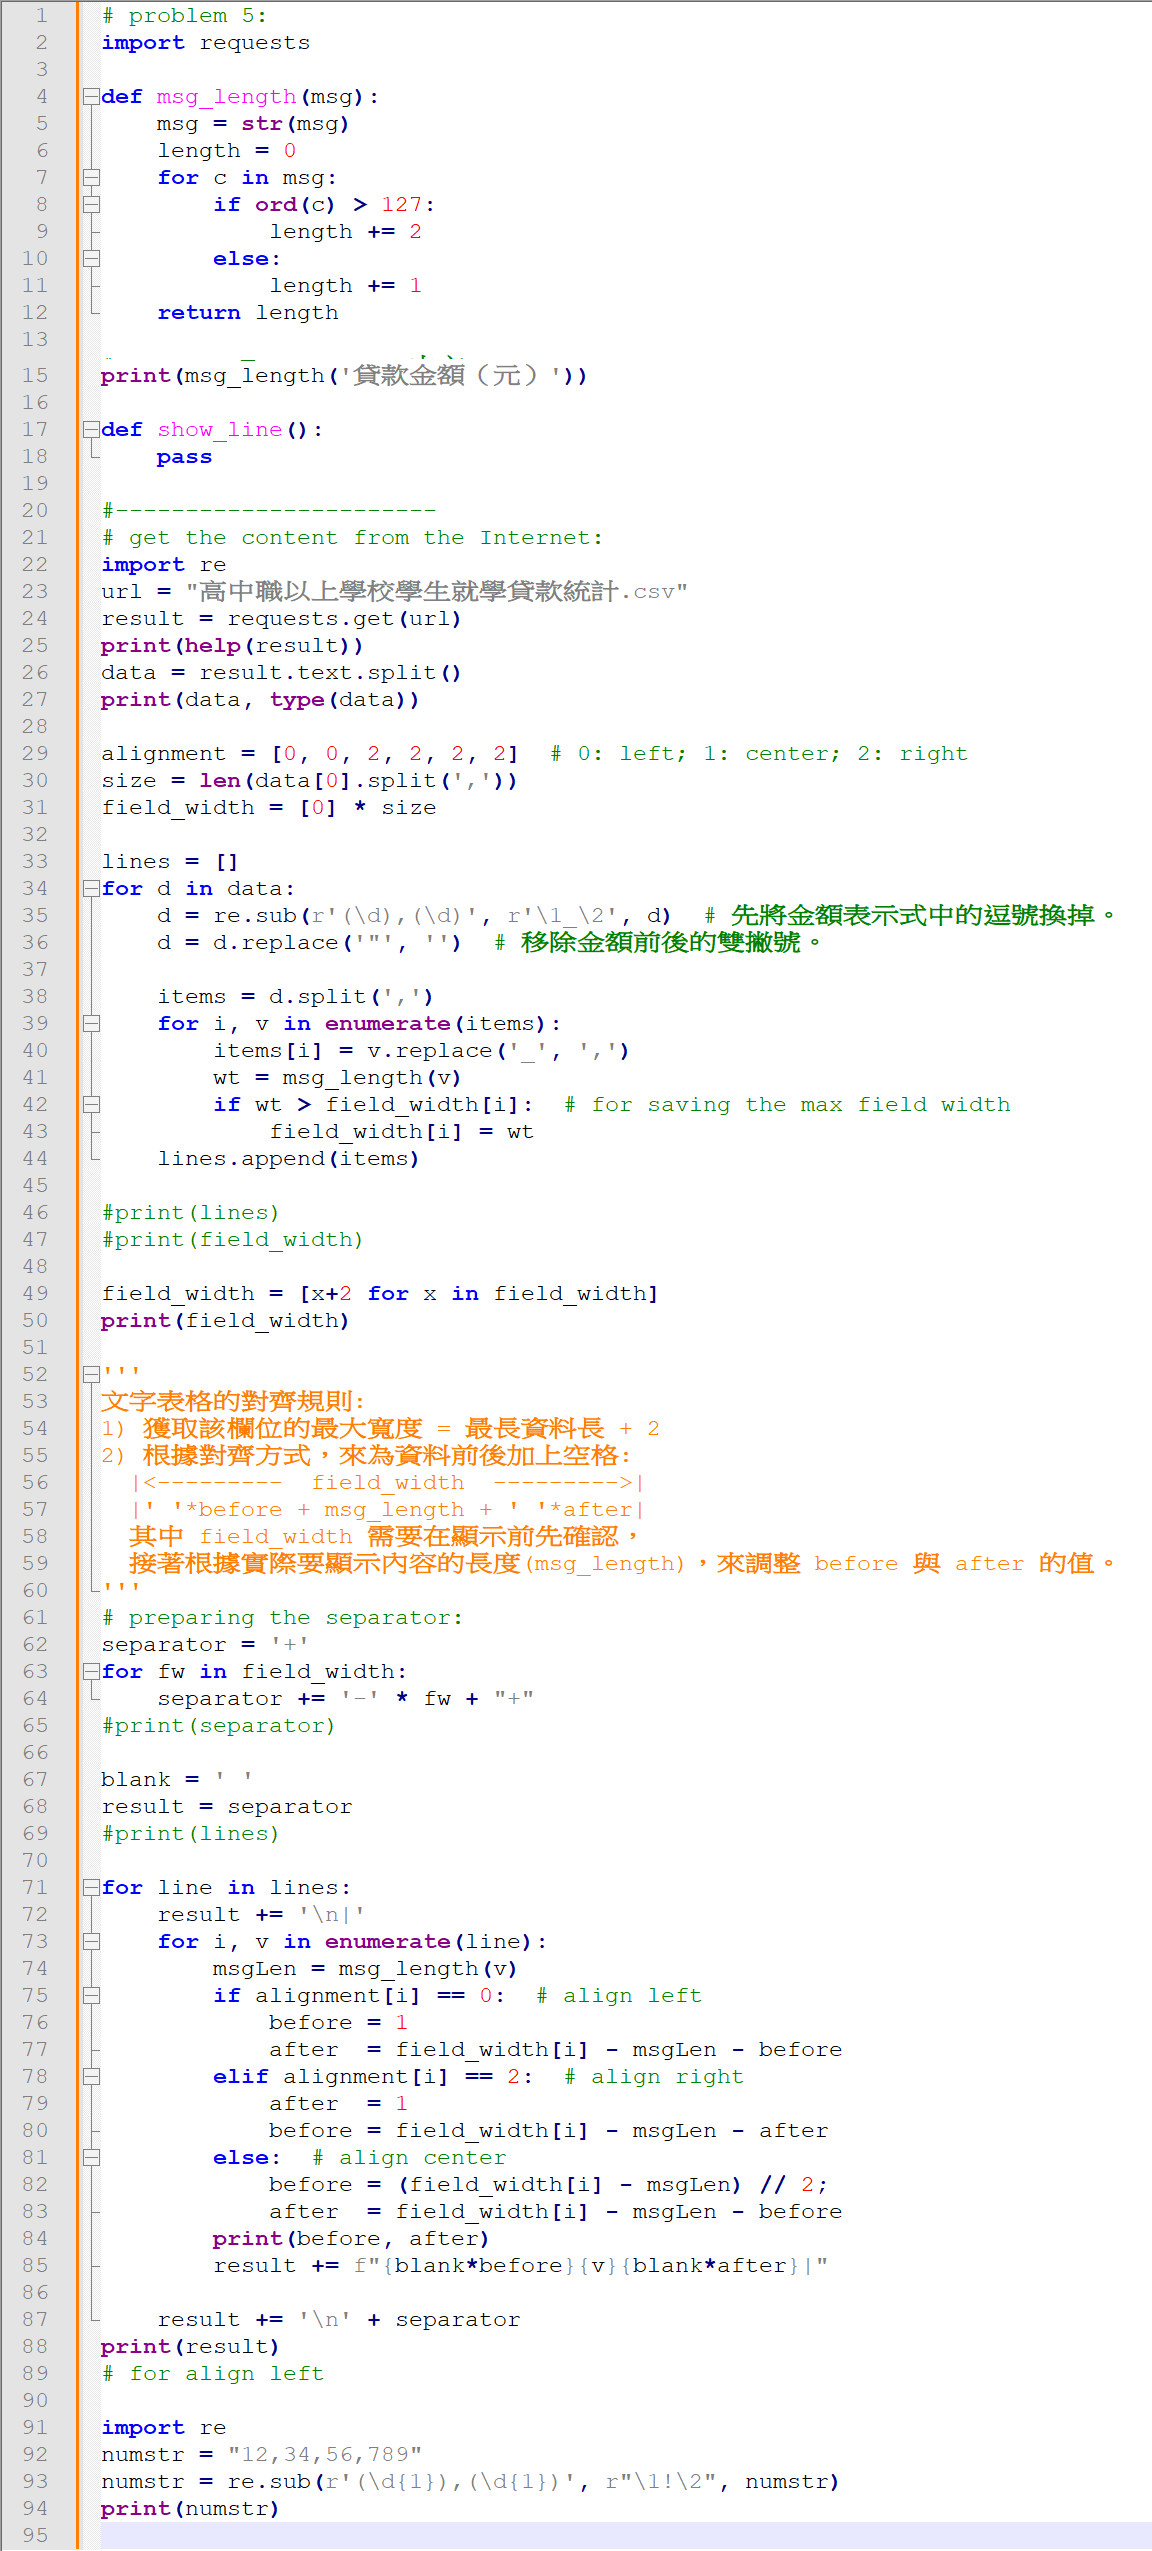 1 # problem 5:
2 import requests
3
4 def msg_length(msg):
5     msg = str(msg)
6     length = 0
7     for c in msg:
8         if ord(c) > 127:
9             length += 2
10         else:
11             length += 1
12     return length
13
15 print(msg_length('貸款金額（元）'))
16
17 def show_line():
18     pass
19
20 #-----------------------
21 # get the content from the Internet:
22 import re
23 url = "高中職以上學校學生就學貸款統計.csv"
24 result = requests.get(url)
25 print(help(result))
26 data = result.text.split()
27 print(data, type(data))
28
29 alignment = [0, 0, 2, 2, 2, 2]  # 0: left; 1: center; 2: right
30 size = len(data[0].split(','))
31 field_width = [0] * size
32
33 lines = []
34 for d in data:
35     d = re.sub(r'(\d),(\d)', r'\1_\2', d)  # 先將金額表示式中的逗號換掉。
36     d = d.replace('"', '')  # 移除金額前後的雙撇號。
37
38     items = d.split(',')
39     for i, v in enumerate(items):
40         items[i] = v.replace('_', ',')
41         wt = msg_length(v)
42         if wt > field_width[i]:  # for saving the max field width
43             field_width[i] = wt
44     lines.append(items)
45
46 #print(lines)
47 #print(field_width)
48
49 field_width = [x+2 for x in field_width]
50 print(field_width)
51
52 '''
53 文字表格的對齊規則:
54 1) 獲取該欄位的最大寬度 = 最長資料長 + 2
55 2) 根據對齊方式，來為資料前後加上空格:
56   |<---------  field_width  --------->|
57   |' '*before + msg_length + ' '*after|
58   其中 field_width 需要在顯示前先確認，
59   接著根據實際要顯示內容的長度(msg_length)，來調整 before 與 after 的值。
60 '''
61 # preparing the separator:
62 separator = '+'
63 for fw in field_width:
64     separator += '-' * fw + "+"
65 #print(separator)
66
67 blank = ' '
68 result = separator
69 #print(lines)
70
71 for line in lines:
72     result += '\n|'
73     for i, v in enumerate(line):
74         msgLen = msg_length(v)
75         if alignment[i] == 0:  # align left
76             before = 1
77             after  = field_width[i] - msgLen - before
78         elif alignment[i] == 2:  # align right
79             after  = 1
80             before = field_width[i] - msgLen - after
81         else:  # align center
82             before = (field_width[i] - msgLen) // 2;
83             after  = field_width[i] - msgLen - before
84         print(before, after)
85         result += f"{blank*before}{v}{blank*after}|"
86
87     result += '\n' + separator
88 print(result)
89 # for align left
90
91 import re
92 numstr = "12,34,56,789"
93 numstr = re.sub(r'(\d{1}),(\d{1})', r"\1!\2", numstr)
94 print(numstr)
95